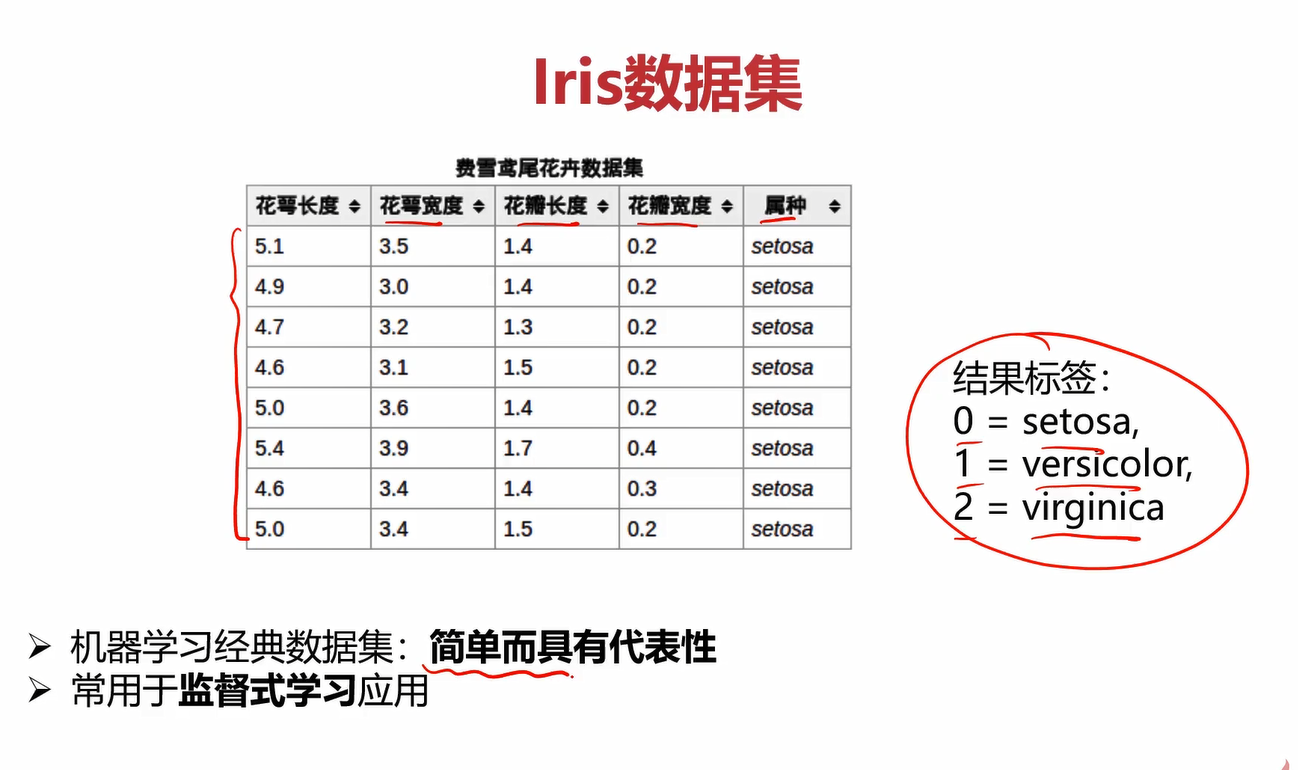 Iris数据集
费雪鸢尾花卉数据集
花萼长度 花萼宽度 花瓣长度 花瓣宽度 属种
5.1 3.5 1.4 0.2 setosa
4.9 3.0 1.4 0.2 setosa
4.7 3.2 1.3 0.2 setosa
4.6 3.1 1.5 0.2 setosa
5.0 3.6 1.4 0.2 setosa
5.4 3.9 1.7 0.4 setosa
4.6 3.4 1.4 0.3 setosa
5.0 3.4 1.5 0.2 setosa
结果标签：
0 = setosa,
1 = versicolor,
2 = virginica
➢ 机器学习经典数据集：简单而具有代表性
➢ 常用于监督式学习应用